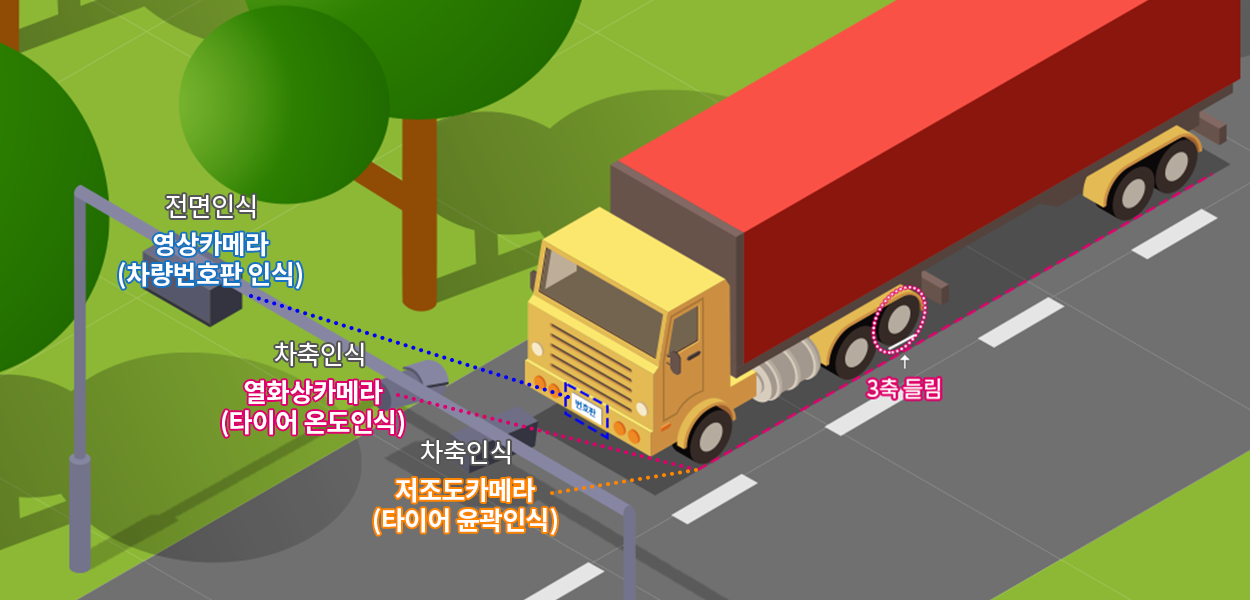 전면인식
영상카메라
(차량번호판 인식)
차축인식
열화상카메라
(타이어 온도인식)
차축인식
저조도카메라
(타이어 윤곽인식)
번호판
3축 들림